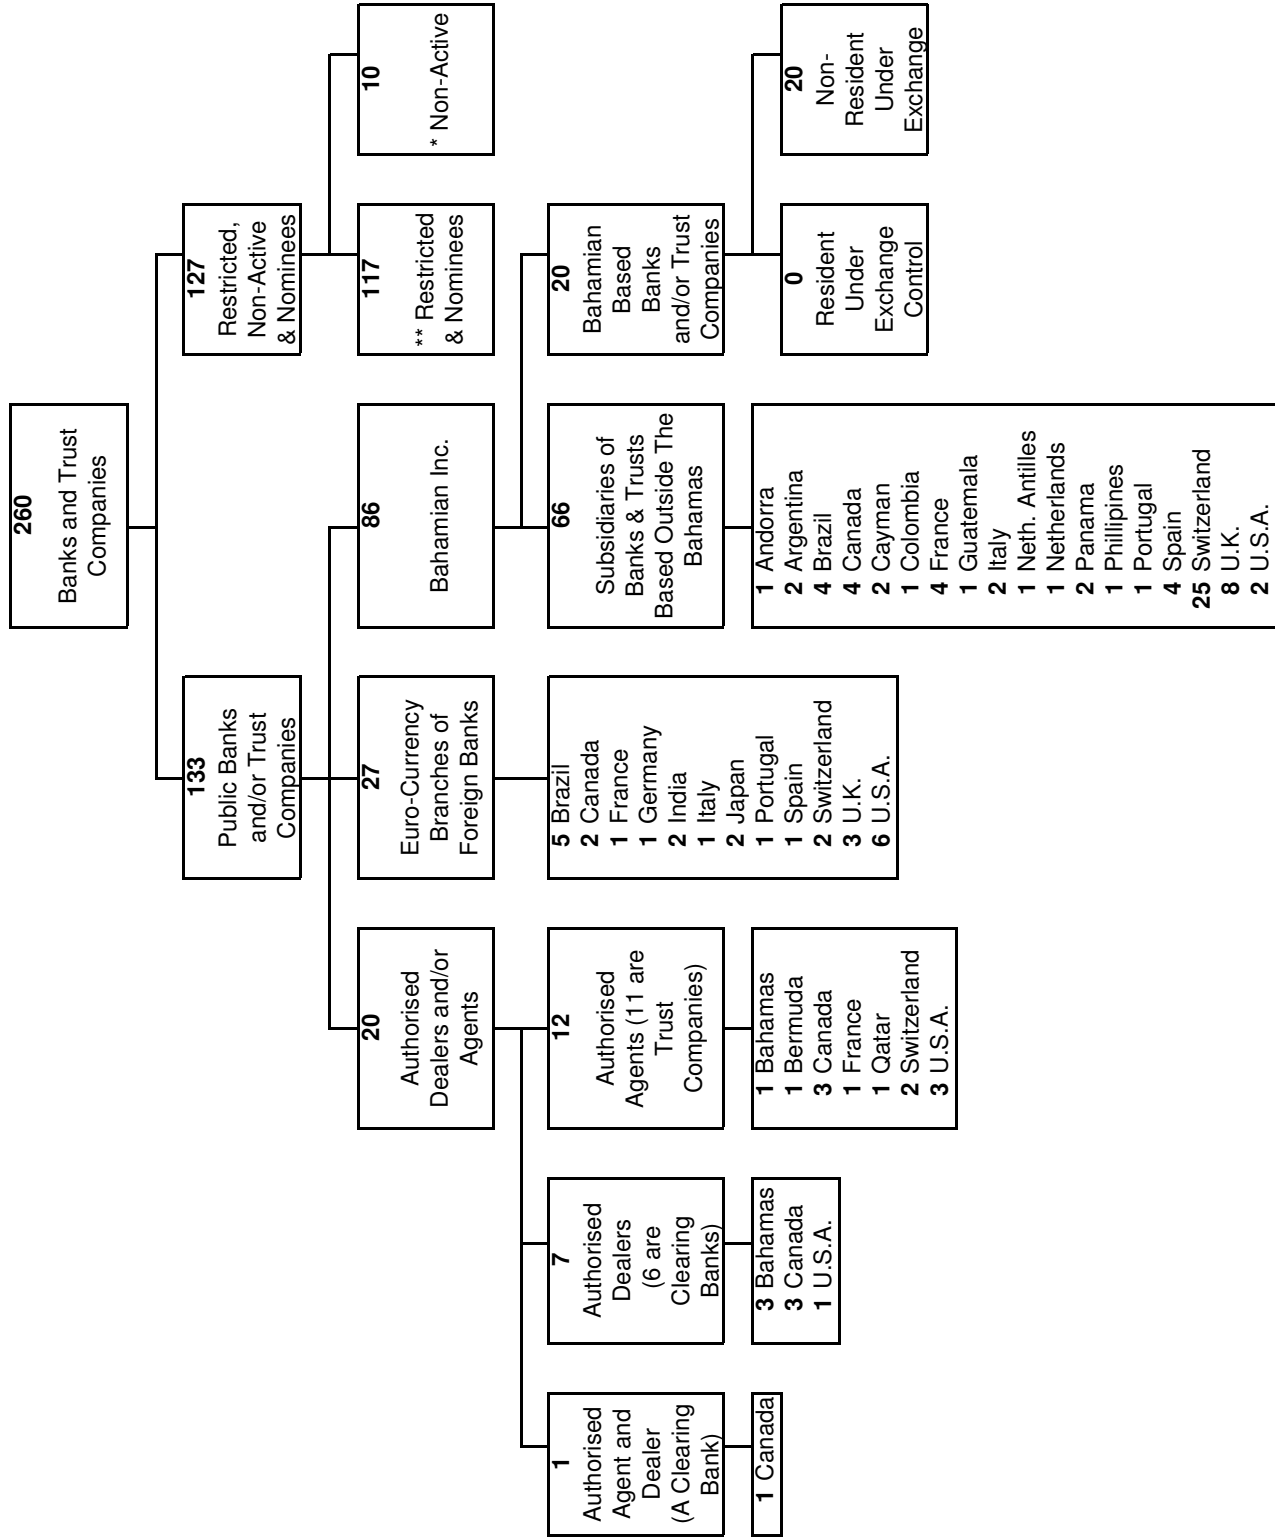 260
Banks and Trust
Companies
133
Public Banks
and/or Trust
Companies
127
Restricted,
Non-Active
& Nominees
20
Authorised
Dealers and/or
Agents
27
Euro-Currency
Branches of
Foreign Banks
86
Bahamian Inc.
117
** Restricted
& Nominees
10
* Non-Active
1
Authorised
Agent and
Dealer
(A Clearing
Bank)
7
Authorised
Dealers
(6 are
Clearing
Banks)
12
Authorised
Agents (11 are
Trust
Companies)
5 Brazil
2 Canada
1 France
1 Germany
2 India
1 Italy
2 Japan
1 Portugal
1 Spain
2 Switzerland
3 U.K.
6 U.S.A.
66
Subsidiaries of
Banks & Trusts
Based Outside The
Bahamas
20
Bahamian
Based
Banks
and/or Trust
Companies
1 Canada
3 Bahamas
3 Canada
1 U.S.A.
1 Bahamas
1 Bermuda
3 Canada
1 France
1 Qatar
2 Switzerland
3 U.S.A.
1 Andorra
2 Argentina
4 Brazil
4 Canada
2 Cayman
1 Colombia
4 France
1 Guatemala
2 Italy
1 Neth. Antilles
1 Netherlands
2 Panama
1 Phillipines
1 Portugal
4 Spain
25 Switzerland
8 U.K.
2 U.S.A.
0
Resident
Under
Exchange
Control
20
Non-
Resident
Under
Exchange